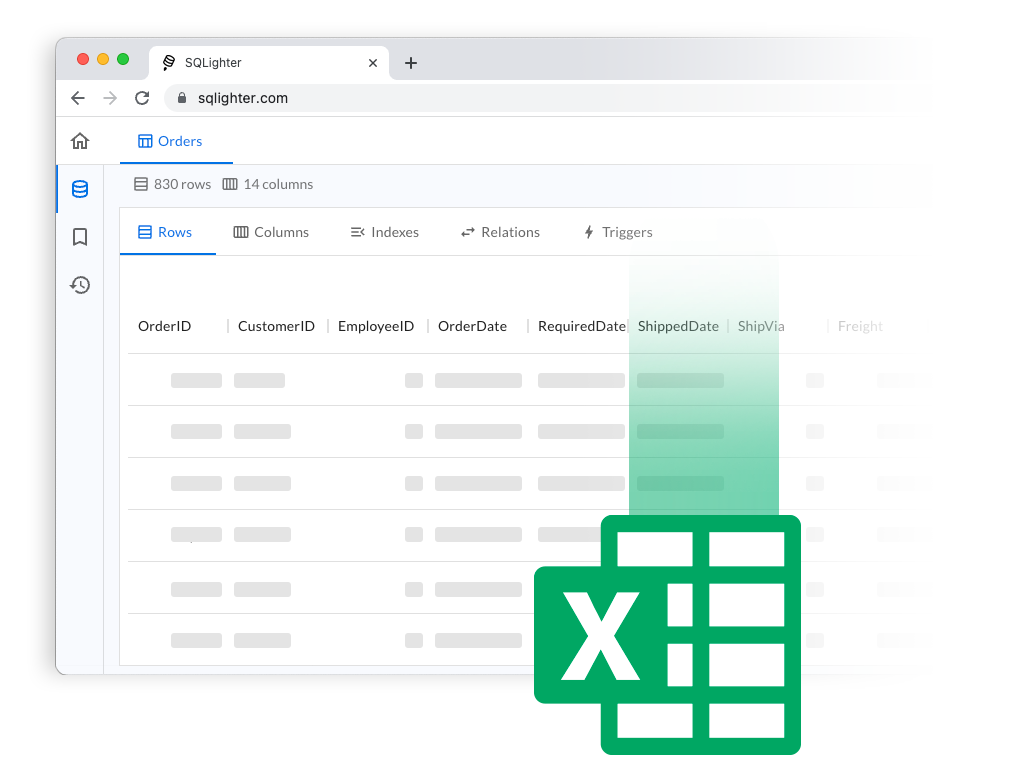 SQLighter
sqlighter.com
Orders
830 rows 14 columns
Rows Columns Indexes Relations Triggers
OrderID CustomerID EmployeeID OrderDate RequiredDate ShippedDate ShipVia Freight
X